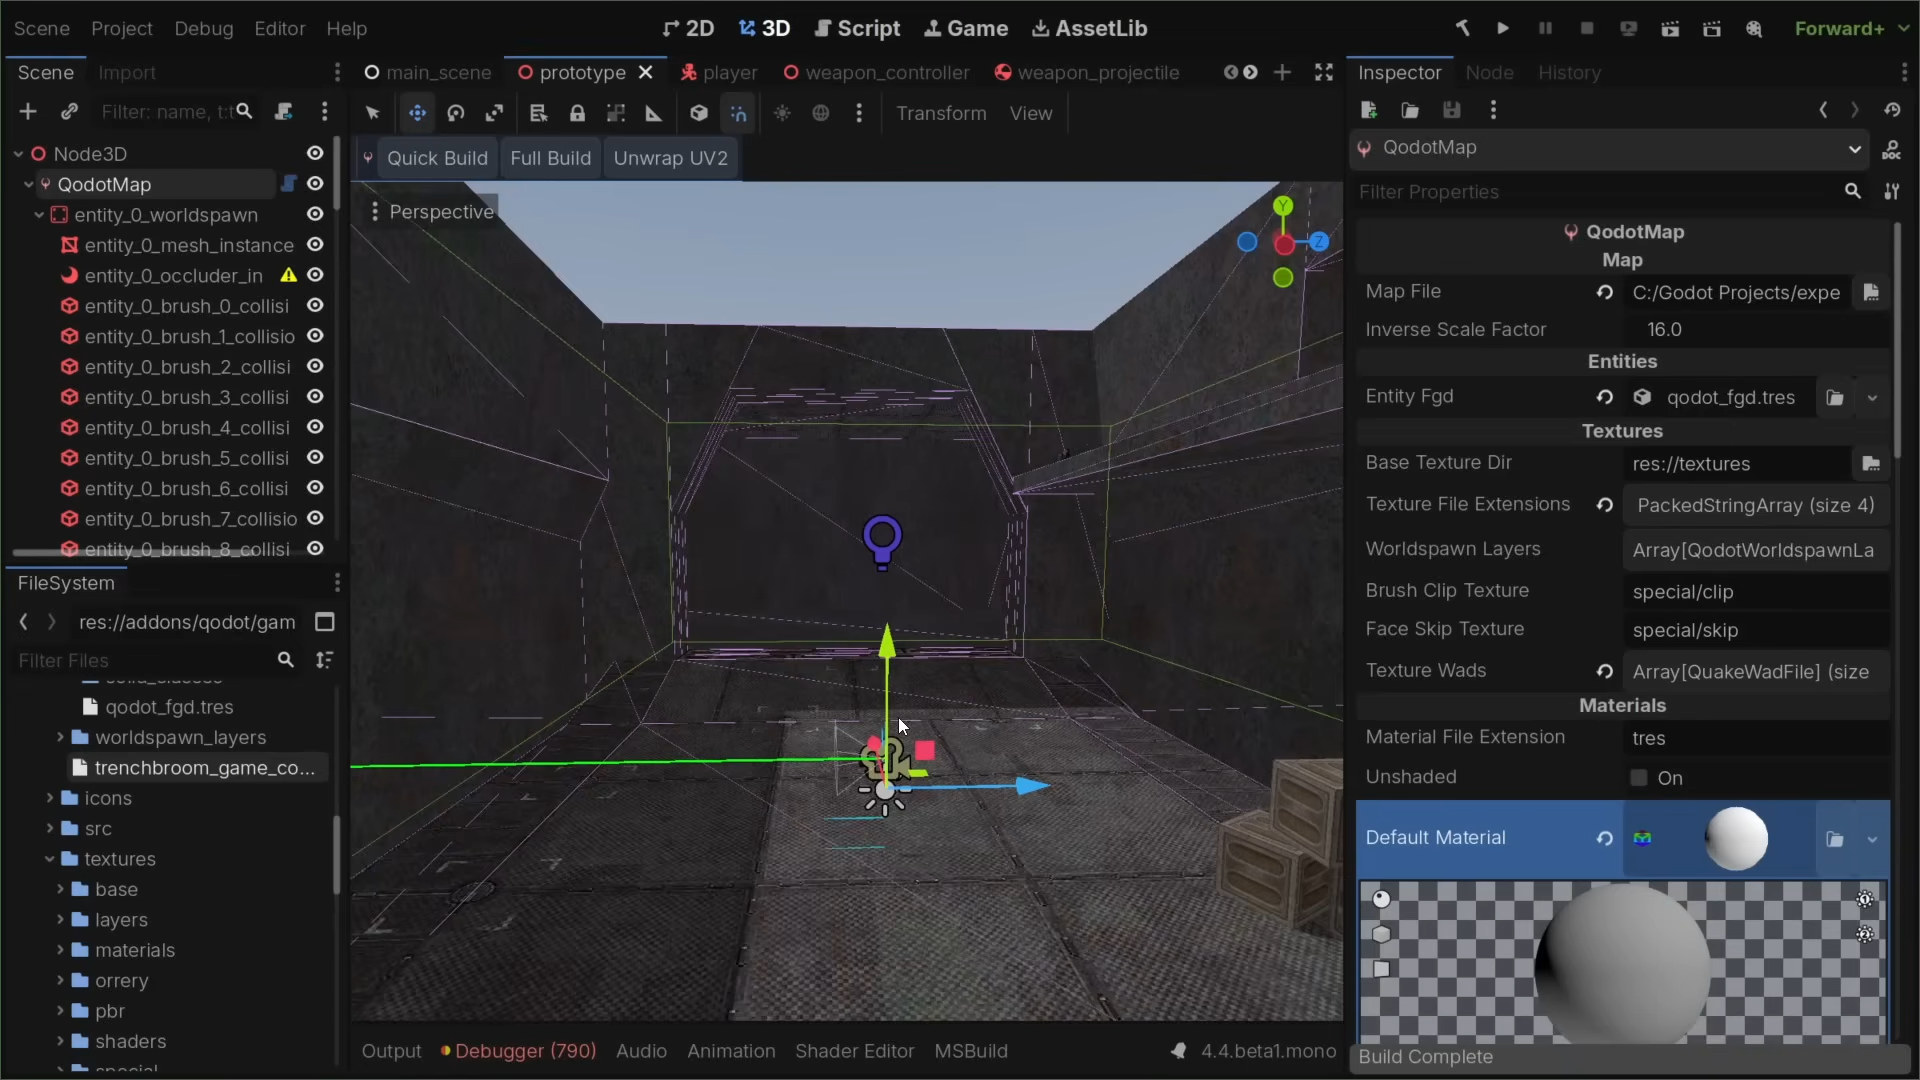 Scene Project Debug Editor Help 2D 3D Script Game AssetLib Forward+
Scene Import main_scene prototype player weapon_controller weapon_projectile Inspector Node History
Filter: name, t:t Transform View
Quick Build Full Build Unwrap UV2
Perspective
Node3D
QodotMap
entity_0_worldspawn
entity_0_mesh_instance
entity_0_occluder_in
entity_0_brush_0_collisi
entity_0_brush_1_collisio
entity_0_brush_2_collisi
entity_0_brush_3_collisi
entity_0_brush_4_collisi
entity_0_brush_5_collisi
entity_0_brush_6_collisi
entity_0_brush_7_collisio
entity_0_brush_8_collisi
FileSystem
res://addons/qodot/gam
Filter Files
qodot_fgd.tres
worldspawn_layers
trenchbroom_game_co...
icons
src
textures
base
layers
materials
orrery
pbr
shaders
Y
Z
Output Debugger (790) Audio Animation Shader Editor MSBuild 4.4.beta1.mono
QodotMap
DOC
Filter Properties
QodotMap
Map
Map File C:/Godot Projects/expe
Inverse Scale Factor 16.0
Entities
Entity Fgd qodot_fgd.tres
Textures
Base Texture Dir res://textures
Texture File Extensions PackedStringArray (size 4)
Worldspawn Layers Array[QodotWorldspawnLa
Brush Clip Texture special/clip
Face Skip Texture special/skip
Texture Wads Array[QuakeWadFile] (size
Materials
Material File Extension tres
Unshaded On
Default Material
1
2
Build Complete